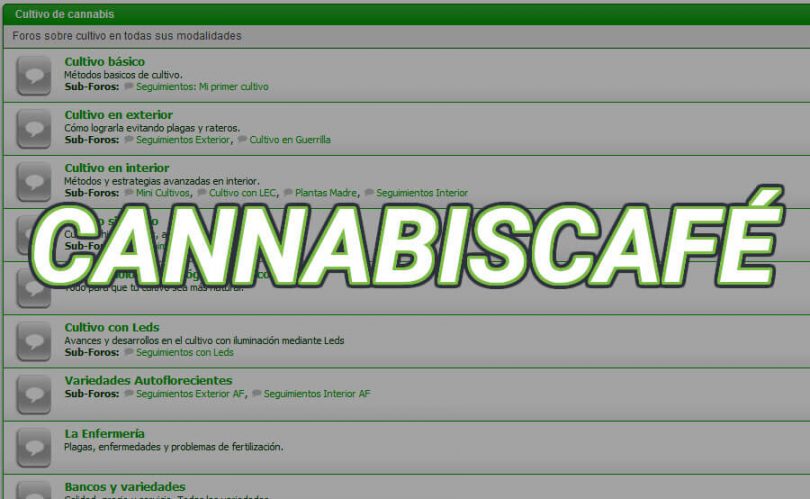 Cultivo de cannabis
Foros sobre cultivo en todas sus modalidades
Cultivo básico
Métodos basicos de cultivo.
Sub-Foros: Seguimientos: Mi primer cultivo
Cultivo en exterior
Cómo lograrla evitando plagas y rateros.
Sub-Foros: Seguimientos Exterior, Cultivo en Guerrilla
Cultivo en interior
Métodos y estrategias avanzadas en interior.
Sub-Foros: Mini Cultivos, Cultivo con LEC, Plantas Madre, Seguimientos Interior
CANNABISCAFÉ
Todo para que tu cultivo sea más natural.
Cultivo con Leds
Avances y desarrollos en el cultivo con iluminación mediante Leds
Sub-Foros: Seguimientos con Leds
Variedades Autoflorecientes
Sub-Foros: Seguimientos Exterior AF, Seguimientos Interior AF
La Enfermería
Plagas, enfermedades y problemas de fertilización.
Bancos y variedades